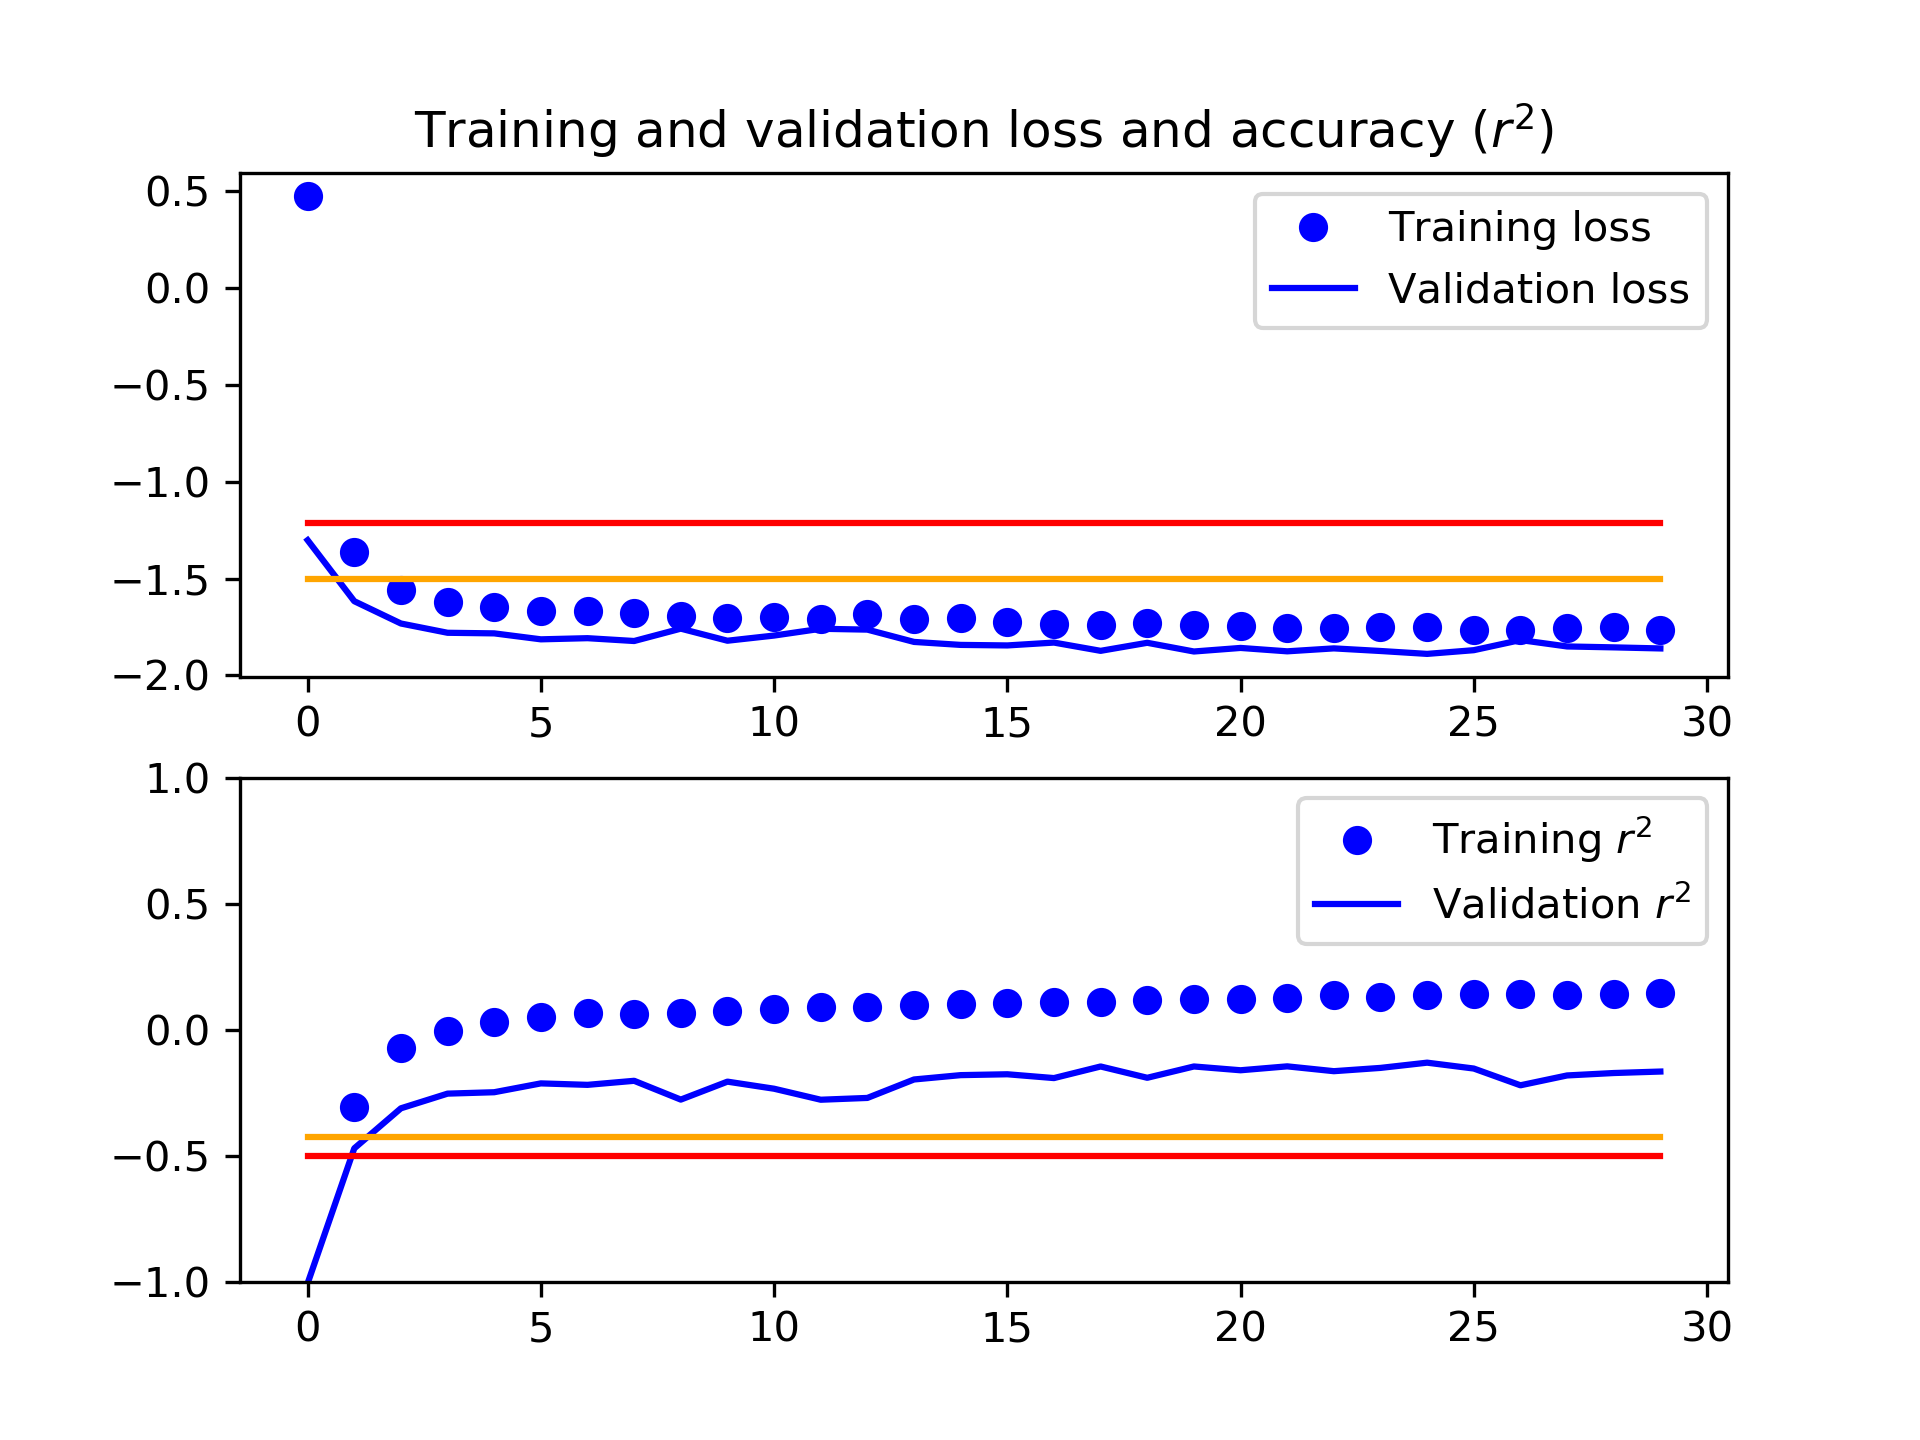 Training and validation loss and accuracy (r²)
0.5
0.0
−0.5
−1.0
−1.5
−2.0
Training loss
Validation loss
0 5 10 15 20 25 30
1.0
0.5
0.0
−0.5
−1.0
Training r²
Validation r²
0 5 10 15 20 25 30